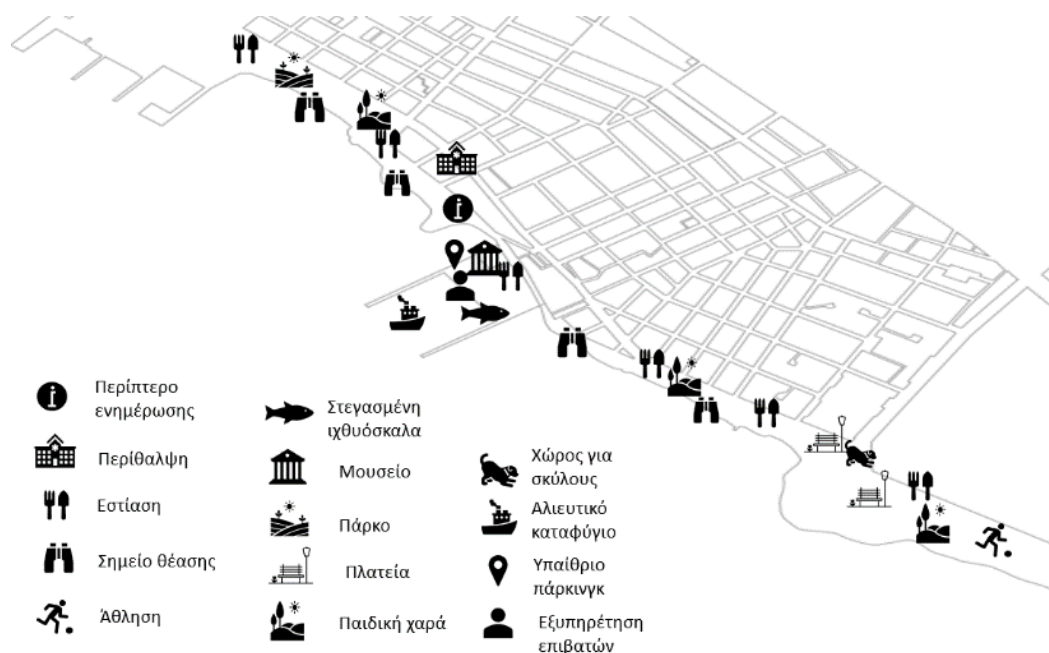 Περίπτερο
ενημέρωσης
Περίθαλψη
Εστίαση
Σημείο θέασης
Άθληση
Στεγασμένη
ιχθυόσκαλα
Μουσείο
Πάρκο
Πλατεία
Παιδική χαρά
Χώρος για
σκύλους
Αλιευτικό
καταφύγιο
Υπαίθριο
πάρκινγκ
Εξυπηρέτηση
επιβατών